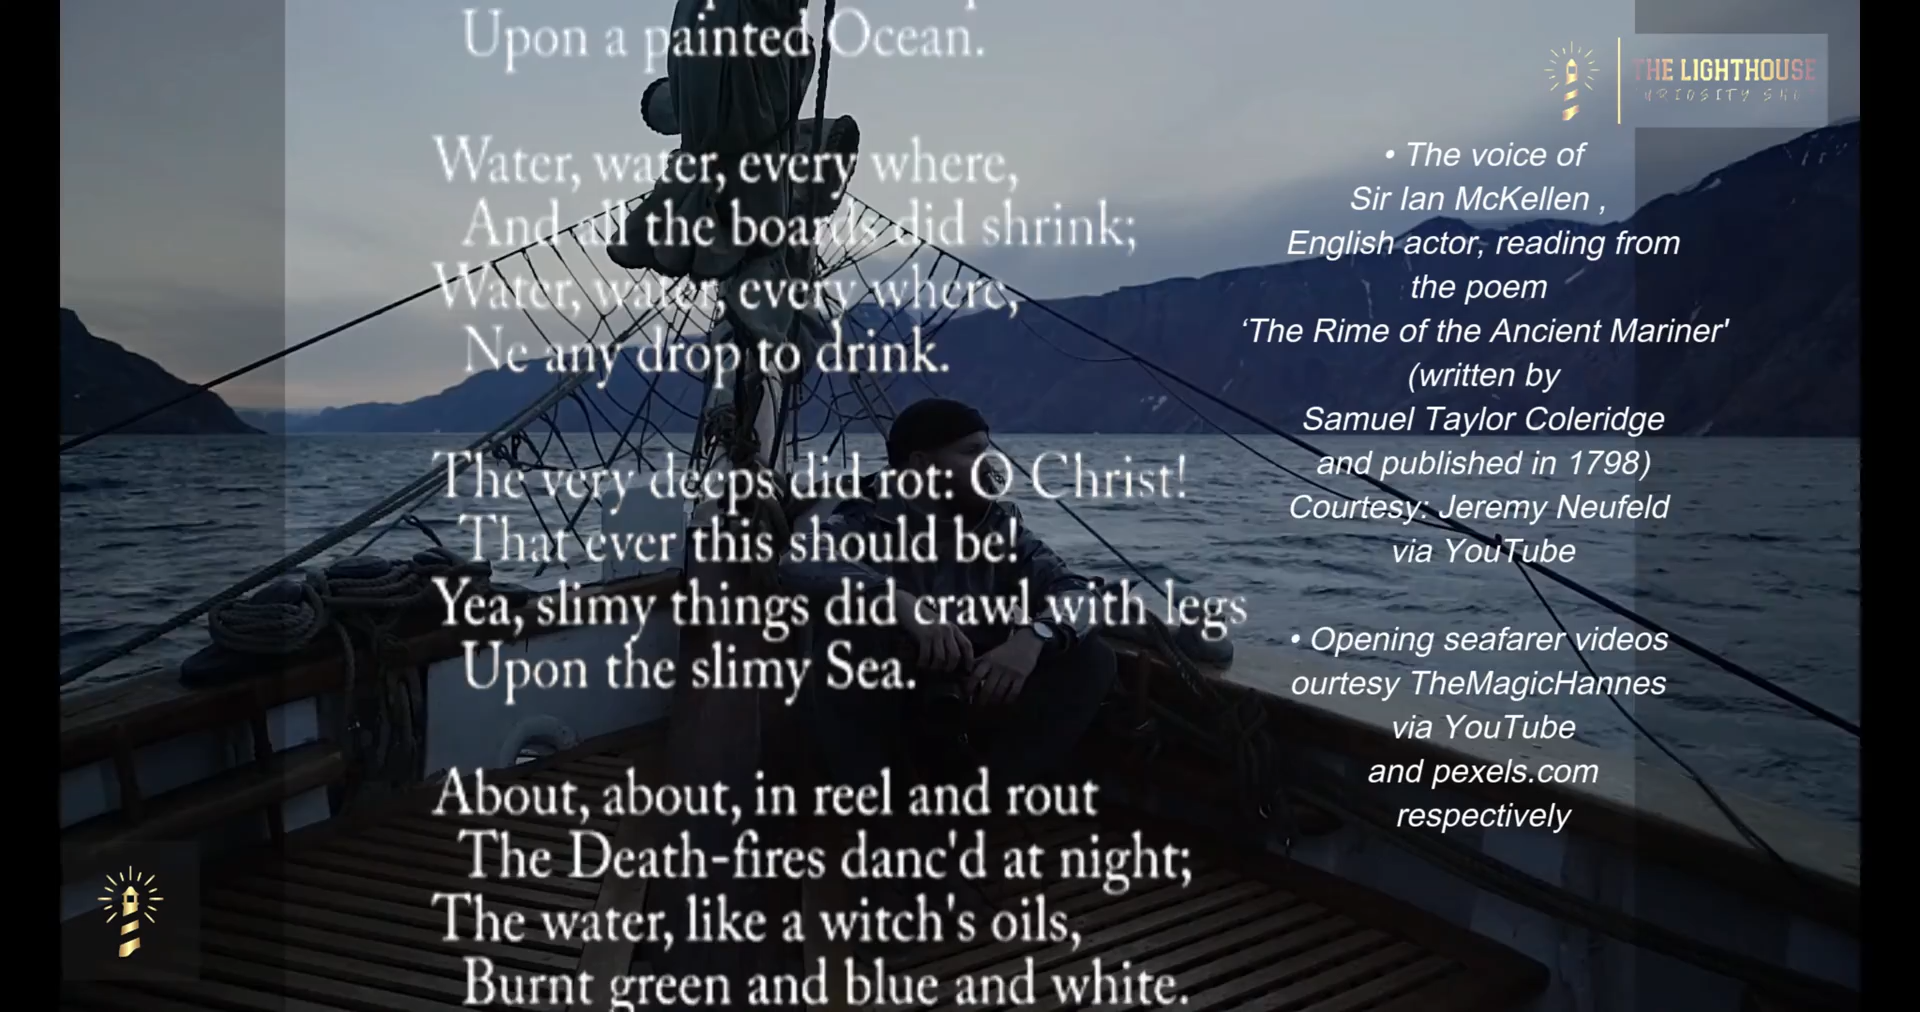 Upon a painted Ocean.
Water, water, every where,
And all the boards did shrink;
Water, water, every where,
Ne any drop to drink.
The very deeps did rot: O Christ!
That ever this should be!
Yea, slimy things did crawl with legs
Upon the slimy Sea.
About, about, in reel and rout
The Death-fires danc'd at night;
The water, like a witch's oils,
Burnt green and blue and white.
THE LIGHTHOUSE
• The voice of
Sir Ian McKellen ,
English actor, reading from
the poem
‘The Rime of the Ancient Mariner'
(written by
Samuel Taylor Coleridge
and published in 1798)
Courtesy: Jeremy Neufeld
via YouTube
• Opening seafarer videos
ourtesy TheMagicHannes
via YouTube
and pexels.com
respectively